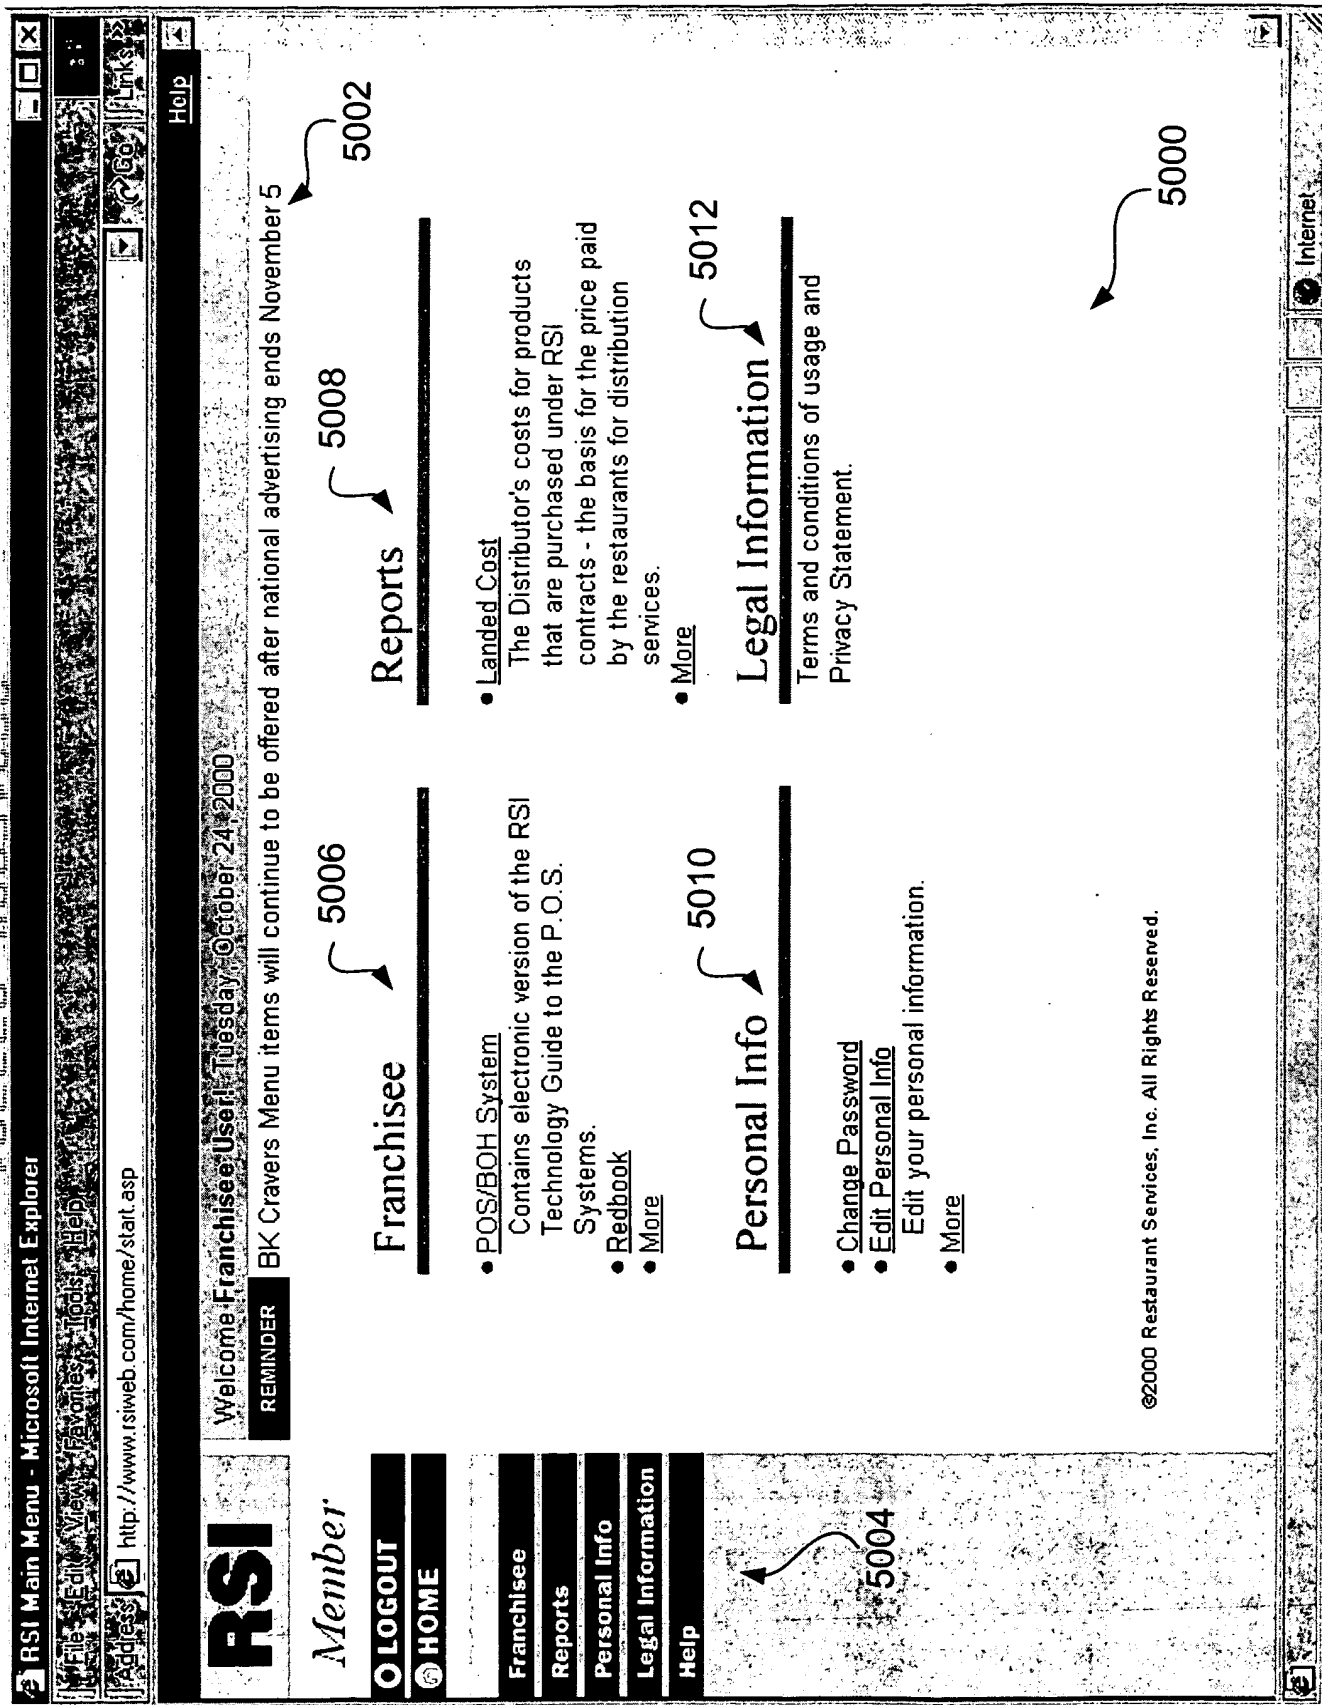 RSI Main Menu - Microsoft Internet Explorer
File Edit View Favorites Tools Help
Address http://www.rsiweb.com/home/start.asp Go Links »
Help
RSI
Welcome Franchisee User! Tuesday, October 24, 2000
REMINDER BK Cravers Menu items will continue to be offered after national advertising ends November 5
5002
Member
LOGOUT
HOME
Franchisee
Reports
Personal Info
Legal Information
Help
5004
Franchisee
5006
• POS/BOH System
Contains electronic version of the RSI
Technology Guide to the P.O.S.
Systems.
• Redbook
• More
Reports
5008
• Landed Cost
The Distributor's costs for products
that are purchased under RSI
contracts - the basis for the price paid
by the restaurants for distribution
services.
• More
Personal Info
5010
• Change Password
• Edit Personal Info
Edit your personal information.
• More
Legal Information
5012
Terms and conditions of usage and
Privacy Statement.
5000
©2000 Restaurant Services, Inc. All Rights Reserved.
Internet